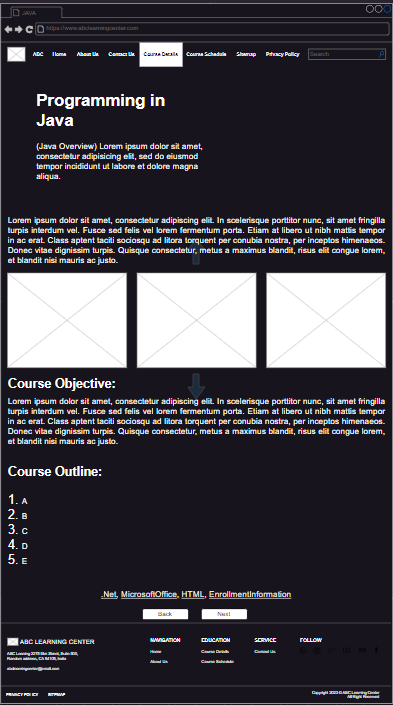 JAVA
https://www.abclearningcenter.com
ABC Home About Us Contact Us Course Details Course Schedule Sitemap Privacy Policy Search
Programming in
Java
(Java Overview) Lorem ipsum dolor sit amet,
consectetur adipisicing elit, sed do eiusmod
tempor incididunt ut labore et dolore magna
aliqua.
Lorem ipsum dolor sit amet, consectetur adipiscing elit. In scelerisque porttitor nunc, sit amet fringilla
turpis interdum vel. Fusce sed felis vel lorem fermentum porta. Etiam at libero ut nibh mattis tempor
in ac erat. Class aptent taciti sociosqu ad litora torquent per conubia nostra, per inceptos himenaeos.
Donec vitae dignissim turpis. Quisque consectetur, metus a maximus blandit, risus elit congue lorem,
et blandit nisi mauris ac justo.
Course Objective:
Lorem ipsum dolor sit amet, consectetur adipiscing elit. In scelerisque porttitor nunc, sit amet fringilla
turpis interdum vel. Fusce sed felis vel lorem fermentum porta. Etiam at libero ut nibh mattis tempor
in ac erat. Class aptent taciti sociosqu ad litora torquent per conubia nostra, per inceptos himenaeos.
Donec vitae dignissim turpis. Quisque consectetur, metus a maximus blandit, risus elit congue lorem,
et blandit nisi mauris ac justo.
Course Outline:
1. A
2. B
3. C
4. D
5. E
.Net, MicrosoftOffice, HTML, EnrollmentInformation
Back Next
ABC LEARNING CENTER NAVIGATION EDUCATION SERVICE FOLLOW
Home Course Details Contact Us
About Us Course Schedule
Random address, CA 94105, India
PRIVACY POLICY SITEMAP
Copyright 2023 © ABC Learning Center
All Right Reserved